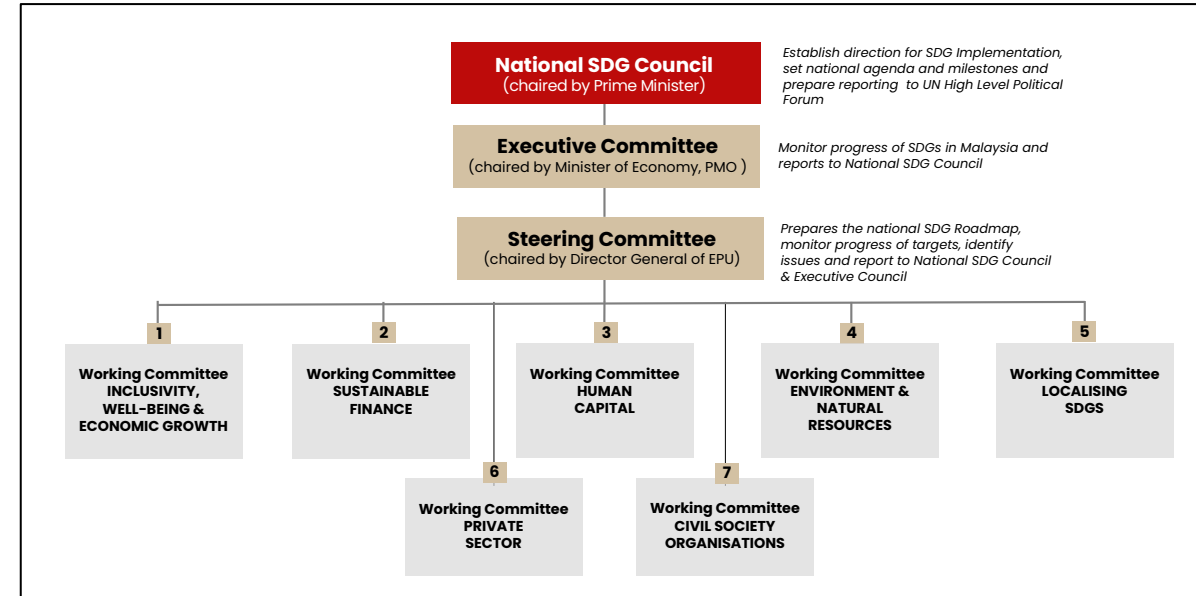 National SDG Council
(chaired by Prime Minister)
Establish direction for SDG Implementation,
set national agenda and milestones and
prepare reporting to UN High Level Political
Forum
Executive Committee
(chaired by Minister of Economy, PMO )
Monitor progress of SDGs in Malaysia and
reports to National SDG Council
Steering Committee
(chaired by Director General of EPU)
Prepares the national SDG Roadmap,
monitor progress of targets, identify
issues and report to National SDG Council
& Executive Council
1
Working Committee
INCLUSIVITY,
WELL-BEING &
ECONOMIC GROWTH
2
Working Committee
SUSTAINABLE
FINANCE
3
Working Committee
HUMAN
CAPITAL
4
Working Committee
ENVIRONMENT &
NATURAL
RESOURCES
5
Working Committee
LOCALISING
SDGS
6
Working Committee
PRIVATE
SECTOR
7
Working Committee
CIVIL SOCIETY
ORGANISATIONS